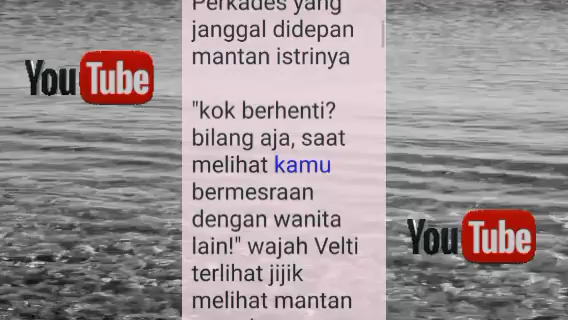 Perkades yang
janggal didepan
mantan istrinya
"kok berhenti?
bilang aja, saat
melihat kamu
bermesraan
dengan wanita
lain!" wajah Velti
terlihat jijik
melihat mantan
YouTube
YouTube